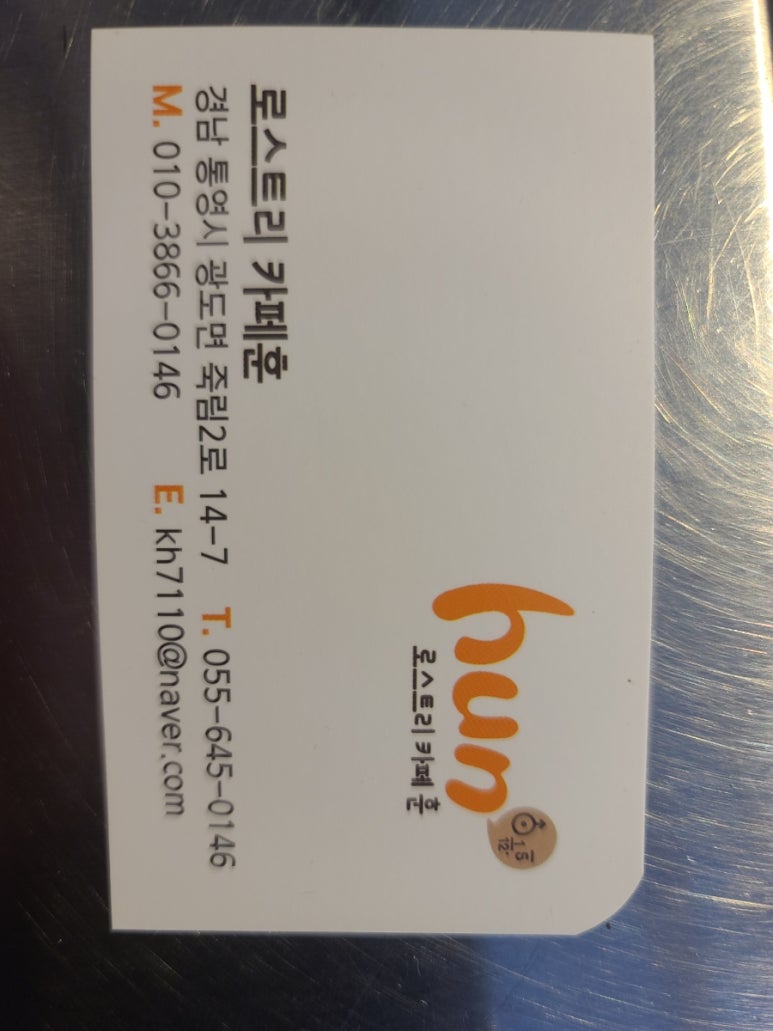 hun
로스트리 카페 훈
로스트리 카페훈
경남 통영시 광도면 죽림2로 14-7 T. 055-645-0146
M. 010-3866-0146 E. kh7110@naver.com